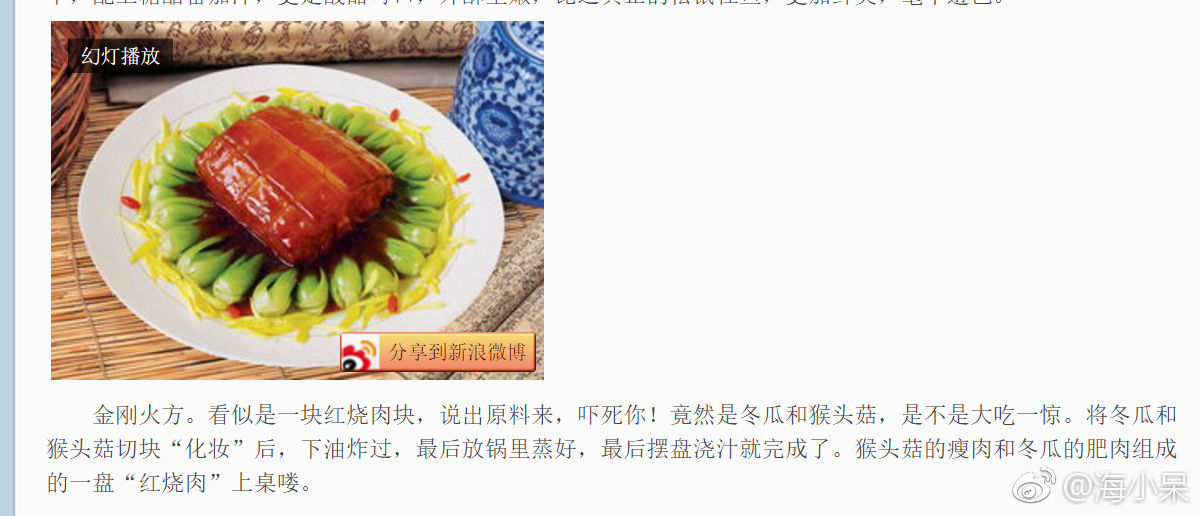 幻灯播放
分享到新浪微博
金刚火方。看似是一块红烧肉块，说出原料来，吓死你！竟然是冬瓜和猴头菇，是不是大吃一惊。将冬瓜和
猴头菇切块“化妆”后，下油炸过，最后放锅里蒸好，最后摆盘浇汁就完成了。猴头菇的瘦肉和冬瓜的肥肉组成
的一盘“红烧肉”上桌喽。
@海小呆